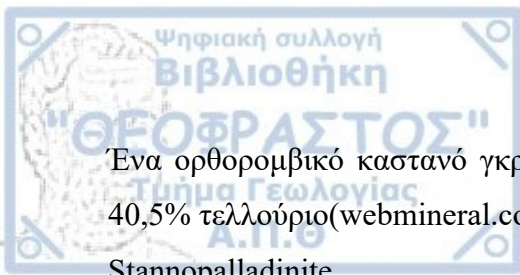 Ψηφιακή συλλογή
Βιβλιοθήκη
"ΘΕΟΦΡΑΣΤΟΣ"
Ένα ορθορομβικό καστανό γκρ
Τμήμα Γεωλογίας
40,5% τελλούριο(webmineral.co
Α.Π.Θ
Stannopalladinite